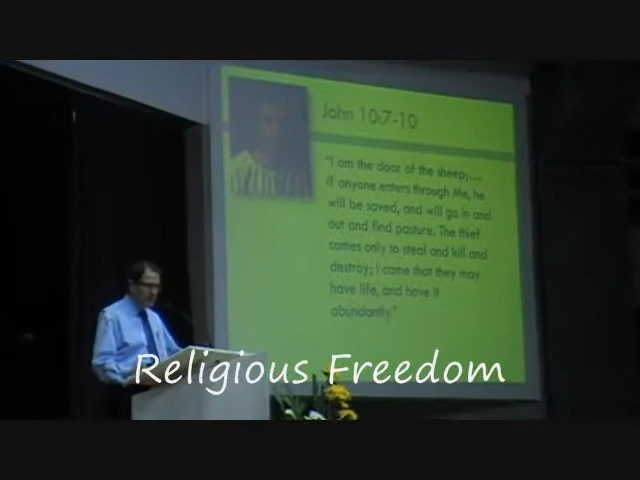 John 10:7-10
"I am the door of the sheep;....
if anyone enters through Me, he
will be saved, and will go in and
out and find pasture. The thief
comes only to steal and kill and
destroy; I came that they may
have life, and have it
abundantly."
Religious Freedom